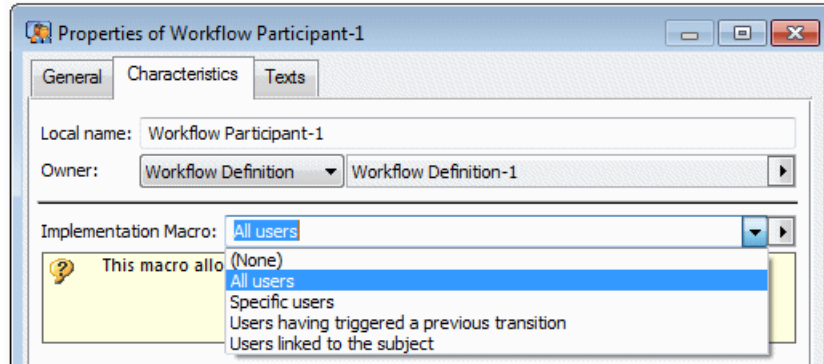 Properties of Workflow Participant-1
General Characteristics Texts
Local name: Workflow Participant-1
Owner: Workflow Definition Workflow Definition-1
Implementation Macro: All users
This macro allo
(None)
All users
Specific users
Users having triggered a previous transition
Users linked to the subject